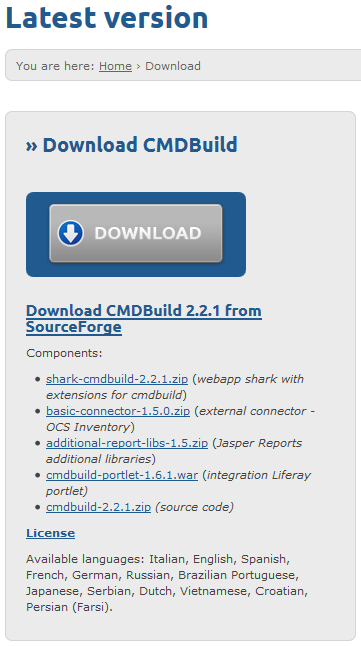 Latest version
You are here: Home › Download
» Download CMDBuild
DOWNLOAD
Download CMDBuild 2.2.1 from
SourceForge
Components:
• shark-cmdbuild-2.2.1.zip (webapp shark with
extensions for cmdbuild)
• basic-connector-1.5.0.zip (external connector -
OCS Inventory)
• additional-report-libs-1.5.zip (Jasper Reports
additional libraries)
• cmdbuild-portlet-1.6.1.war (integration Liferay
portlet)
• cmdbuild-2.2.1.zip (source code)
License
Available languages: Italian, English, Spanish,
French, German, Russian, Brazilian Portuguese,
Japanese, Serbian, Dutch, Vietnamese, Croatian,
Persian (Farsi).